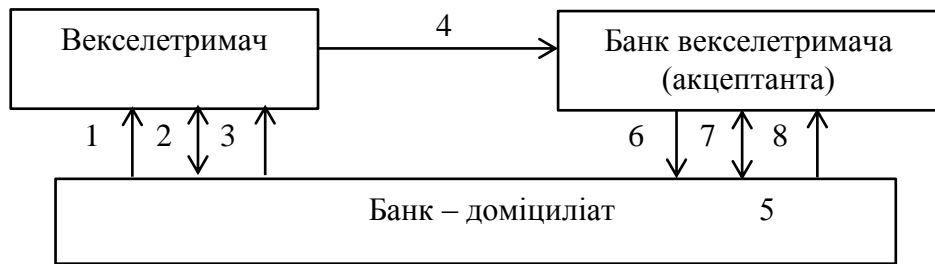 Векселетримач
4
Банк векселетримача
(акцептанта)
1 2 3
6 7 8
Банк – доміциліат 5